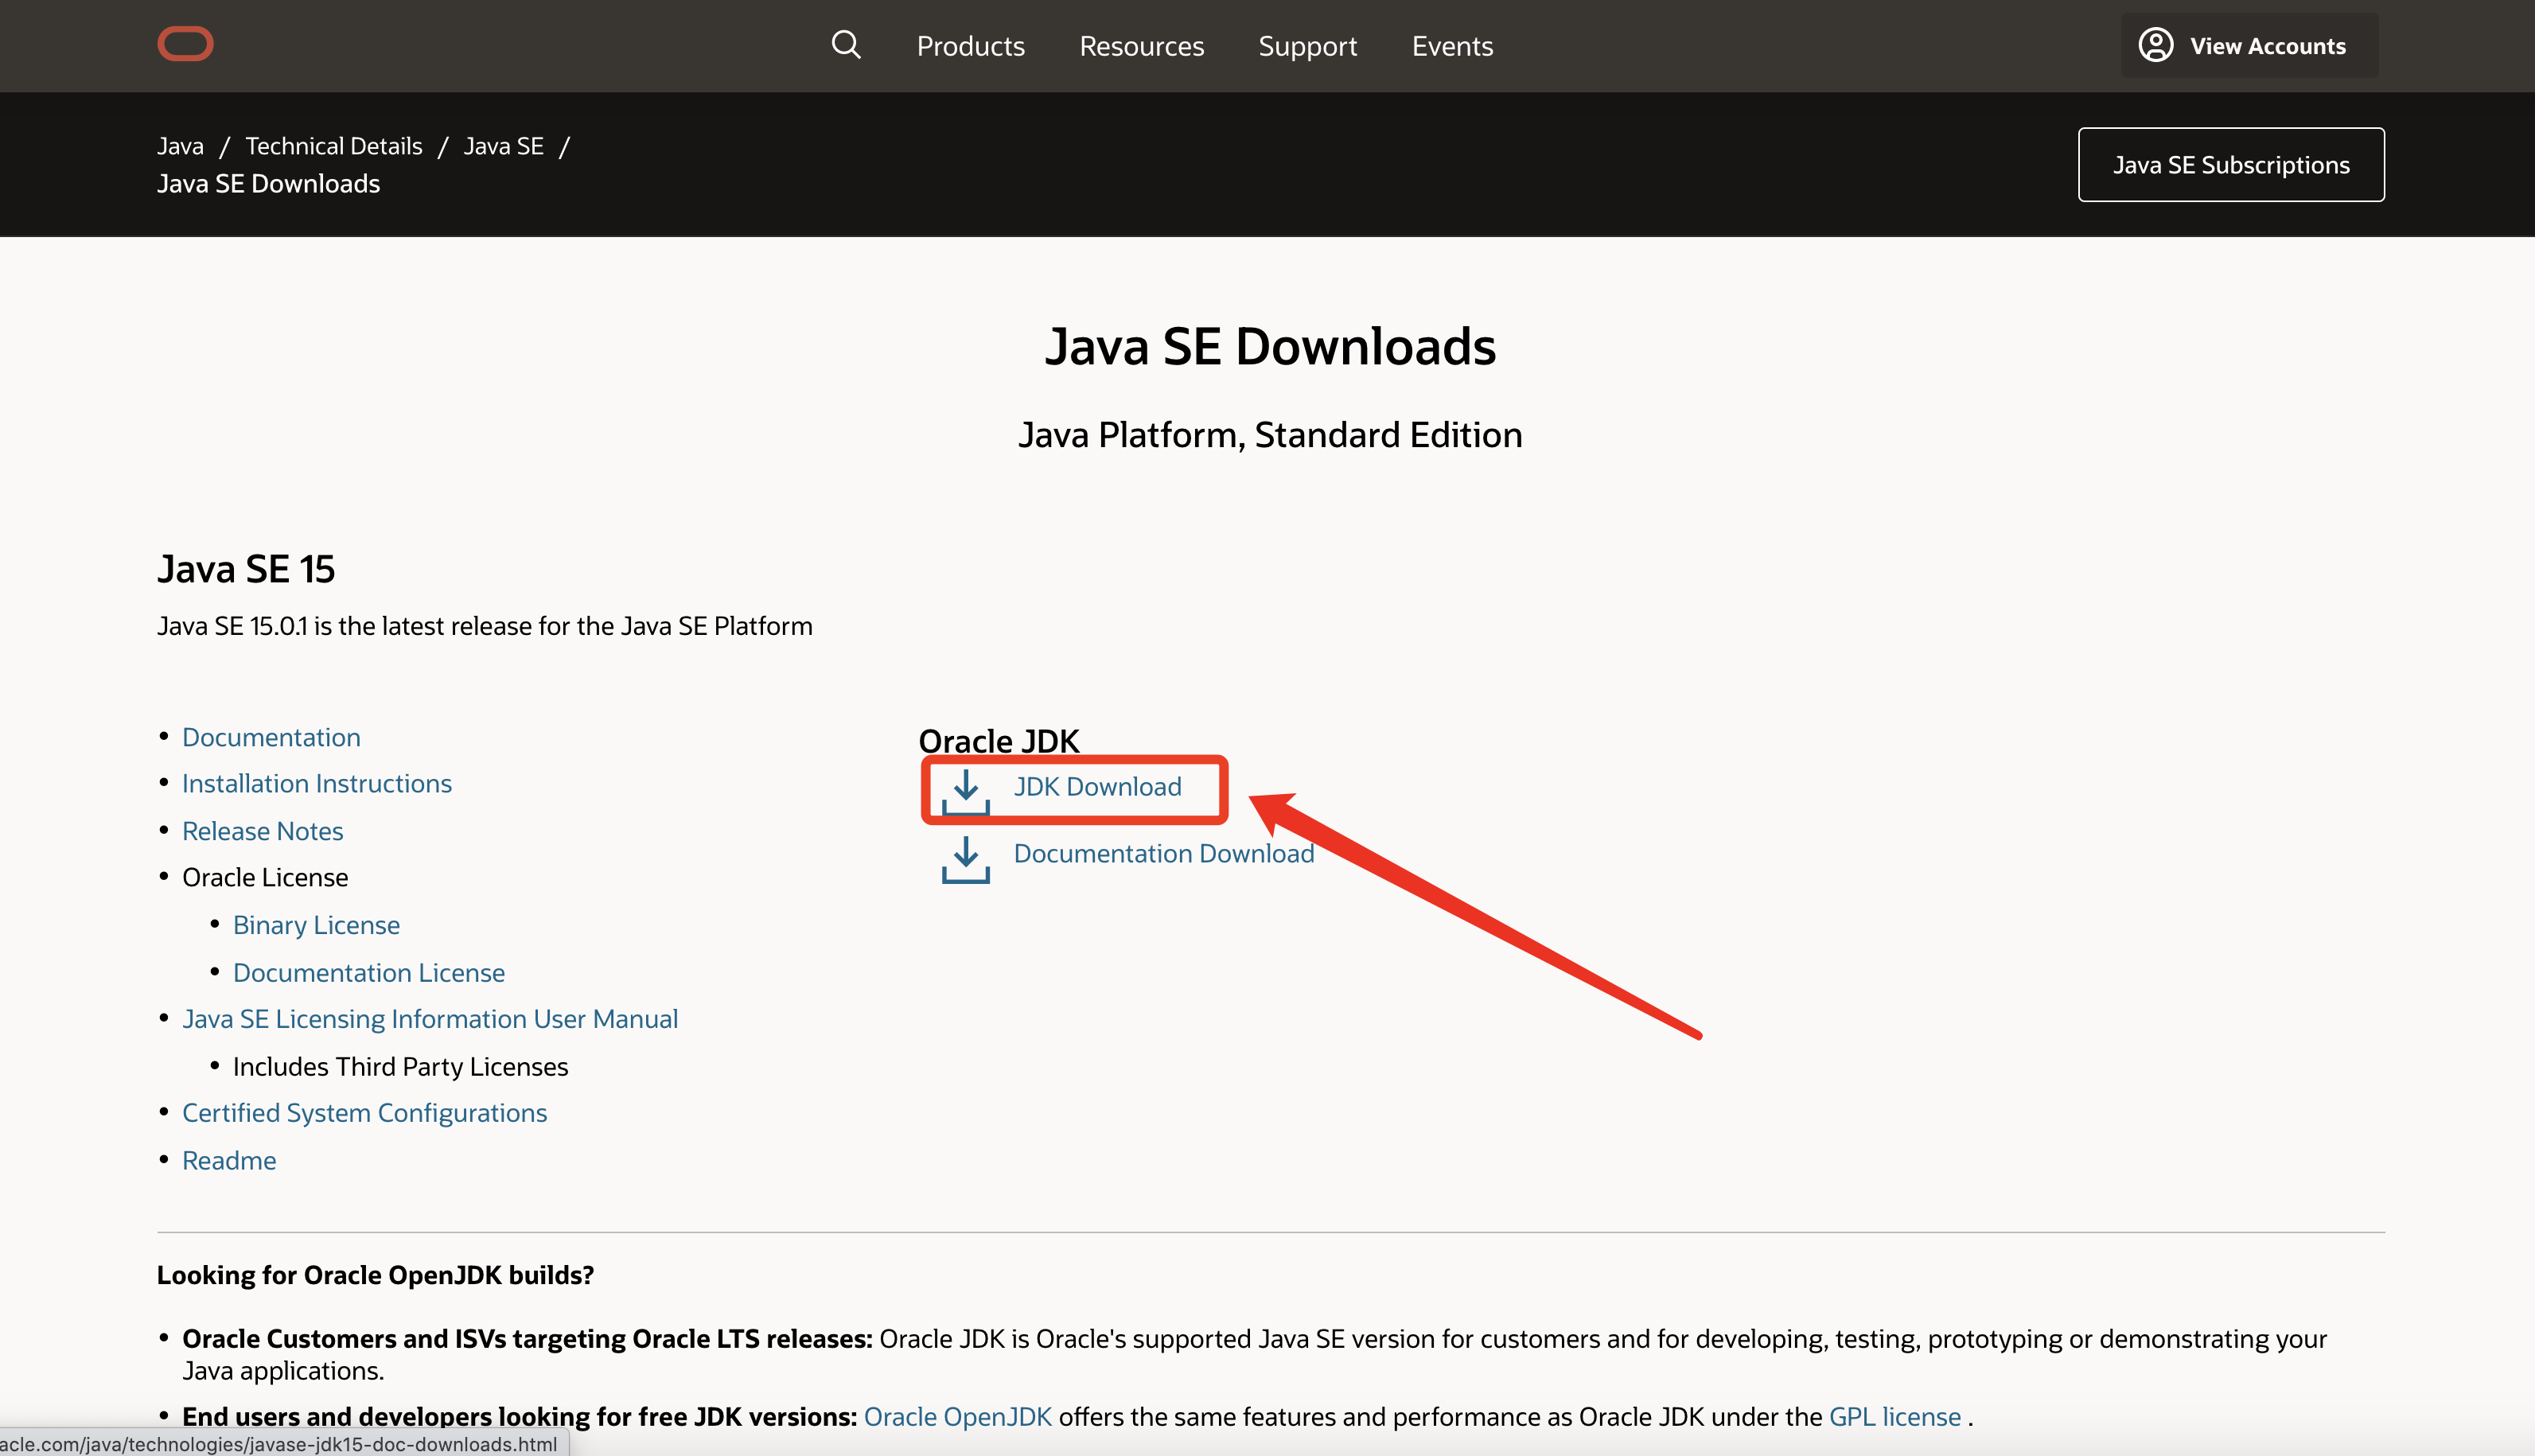 Products Resources Support Events View Accounts
Java / Technical Details / Java SE /
Java SE Downloads
Java SE Subscriptions
Java SE Downloads
Java Platform, Standard Edition
Java SE 15
Java SE 15.0.1 is the latest release for the Java SE Platform
Documentation
Installation Instructions
Release Notes
Oracle License
Binary License
Documentation License
Java SE Licensing Information User Manual
Includes Third Party Licenses
Certified System Configurations
Readme
Oracle JDK
JDK Download
Documentation Download
Looking for Oracle OpenJDK builds?
Oracle Customers and ISVs targeting Oracle LTS releases: Oracle JDK is Oracle's supported Java SE version for customers and for developing, testing, prototyping or demonstrating your
Java applications.
End users and developers looking for free JDK versions: Oracle OpenJDK offers the same features and performance as Oracle JDK under the GPL license .
acle.com/java/technologies/javase-jdk15-doc-downloads.html